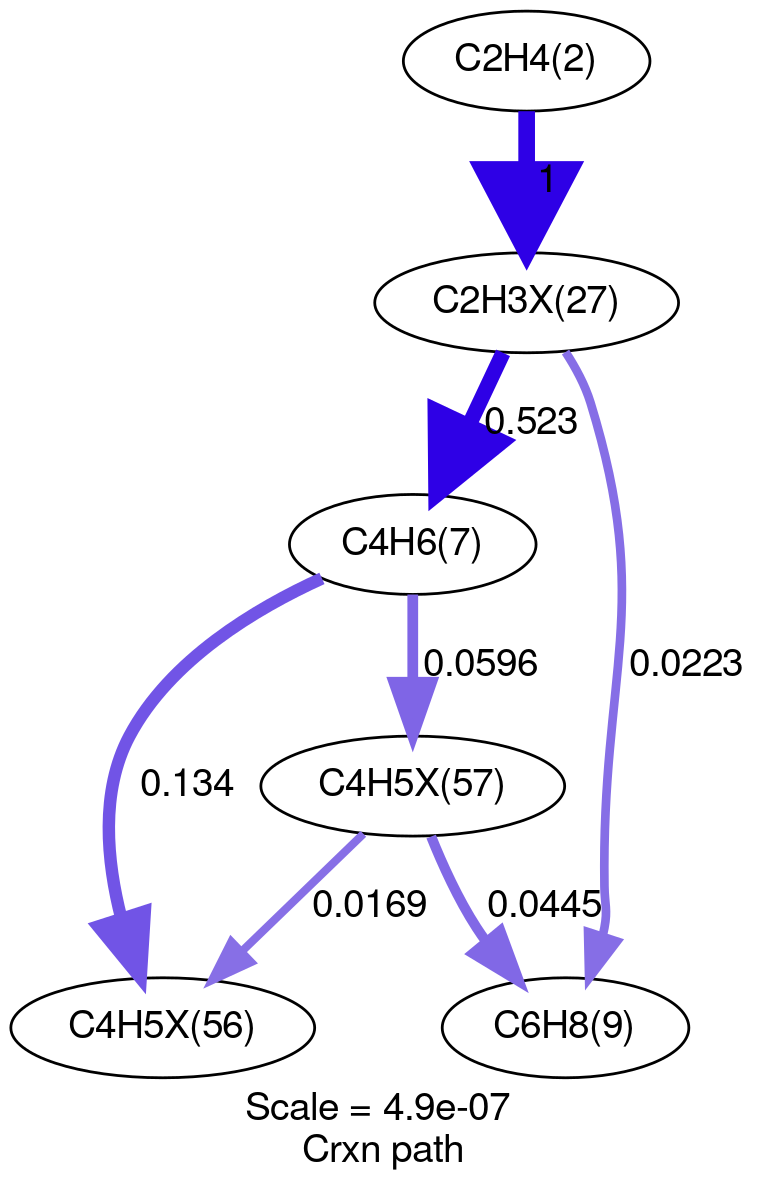 C2H4(2)
1
C2H3X(27)
0.523
C4H6(7)
0.0596
0.0223
0.134
C4H5X(57)
0.0169
0.0445
C4H5X(56)
C6H8(9)
Scale = 4.9e-07
Crxn path